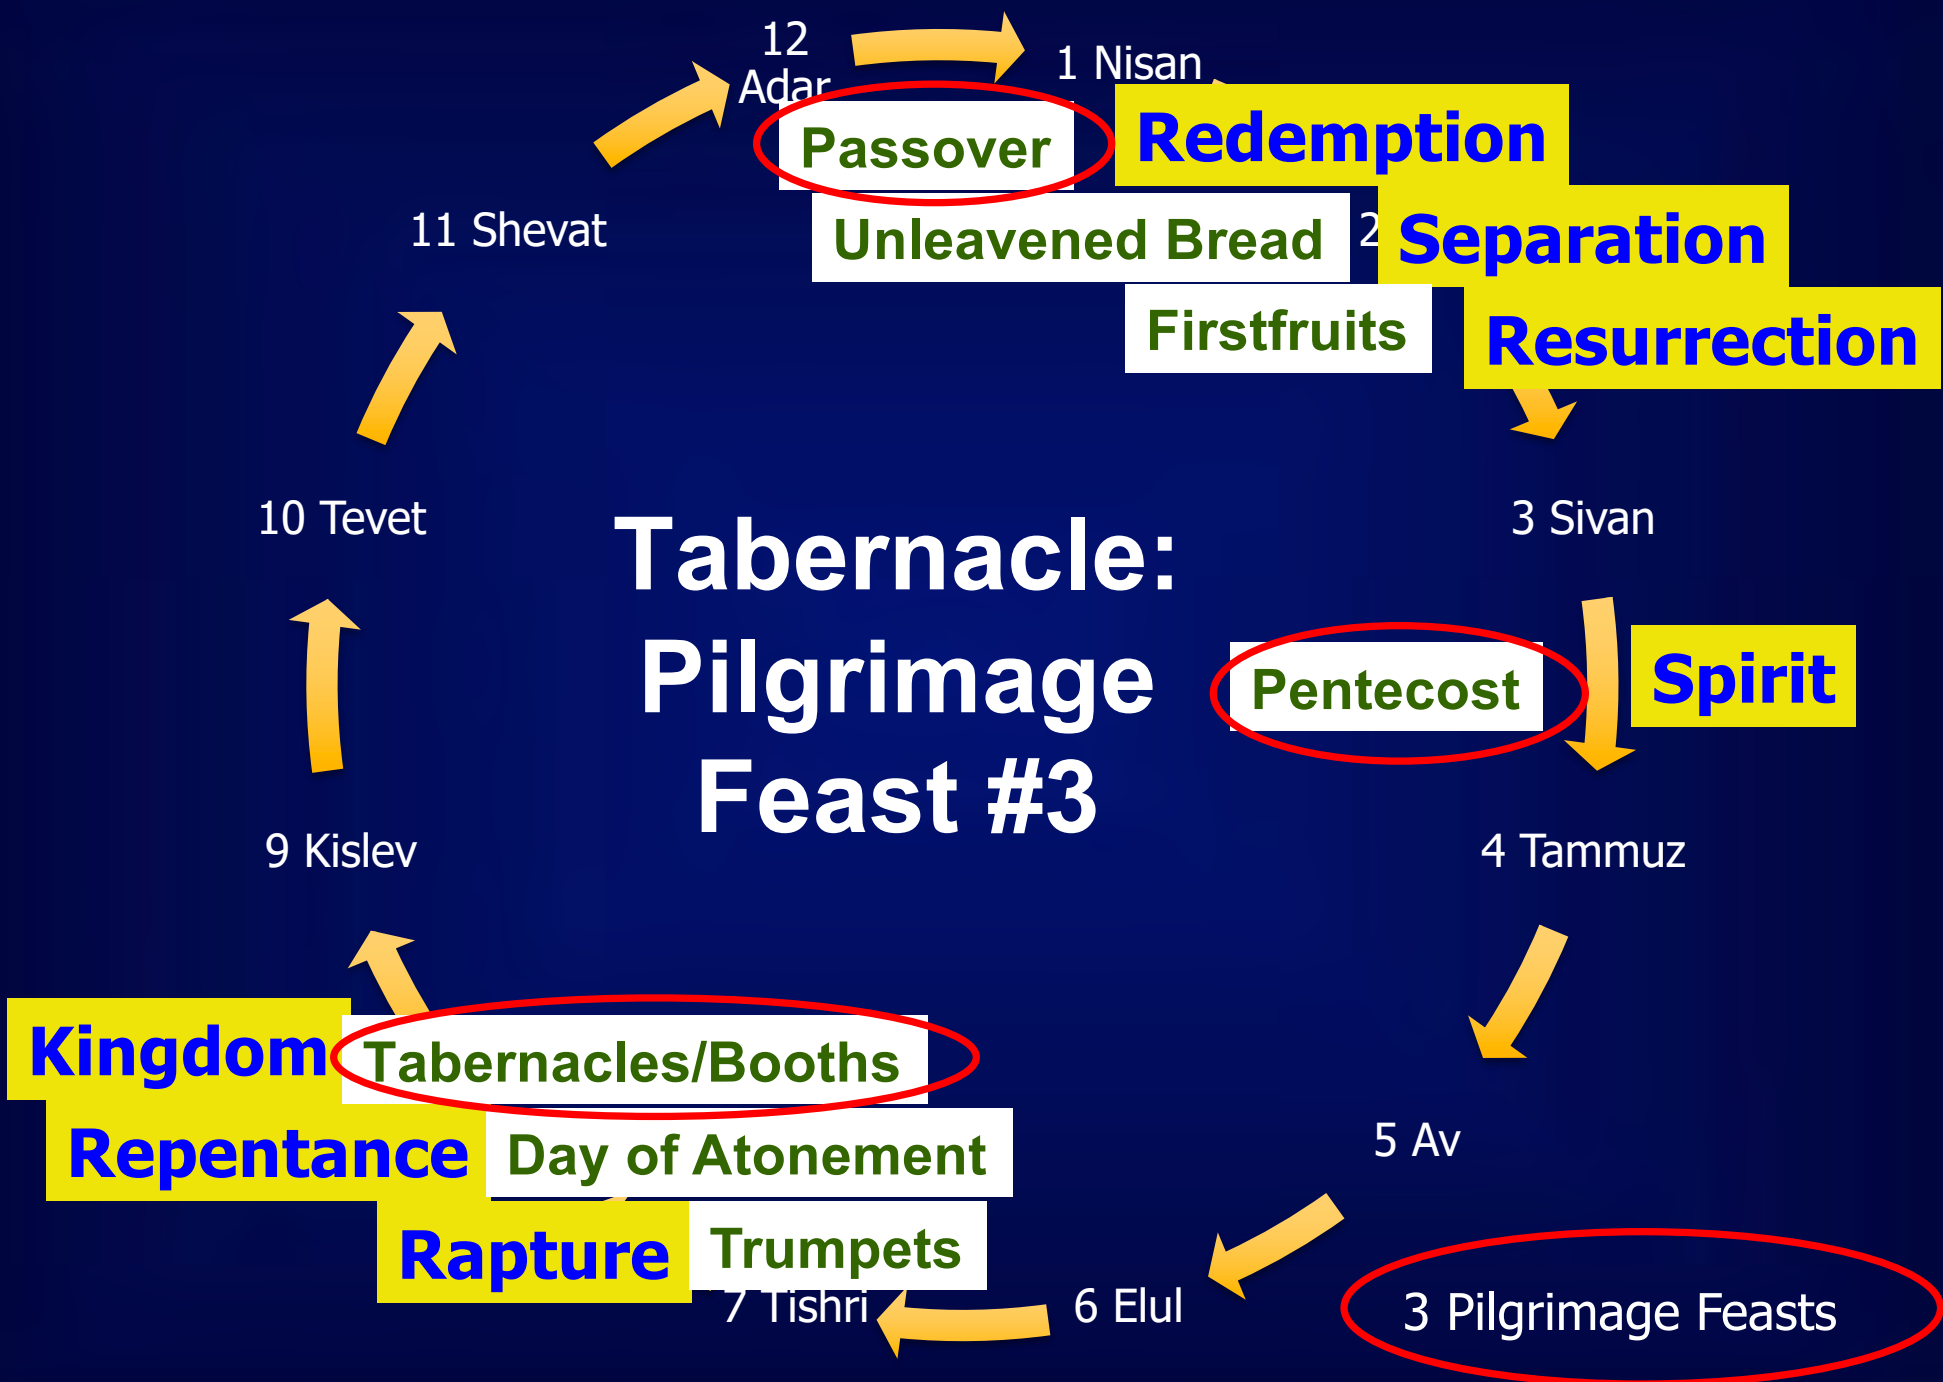 12
Adar
1 Nisan
Passover
Redemption
Unleavened Bread
2
Separation
Firstfruits
Resurrection
11 Shevat
10 Tevet
3 Sivan
Tabernacle:
Pilgrimage
Feast #3
Pentecost
Spirit
9 Kislev
4 Tammuz
Kingdom
Tabernacles/Booths
Repentance
Day of Atonement
5 Av
Rapture
Trumpets
7 Tishri
6 Elul
3 Pilgrimage Feasts